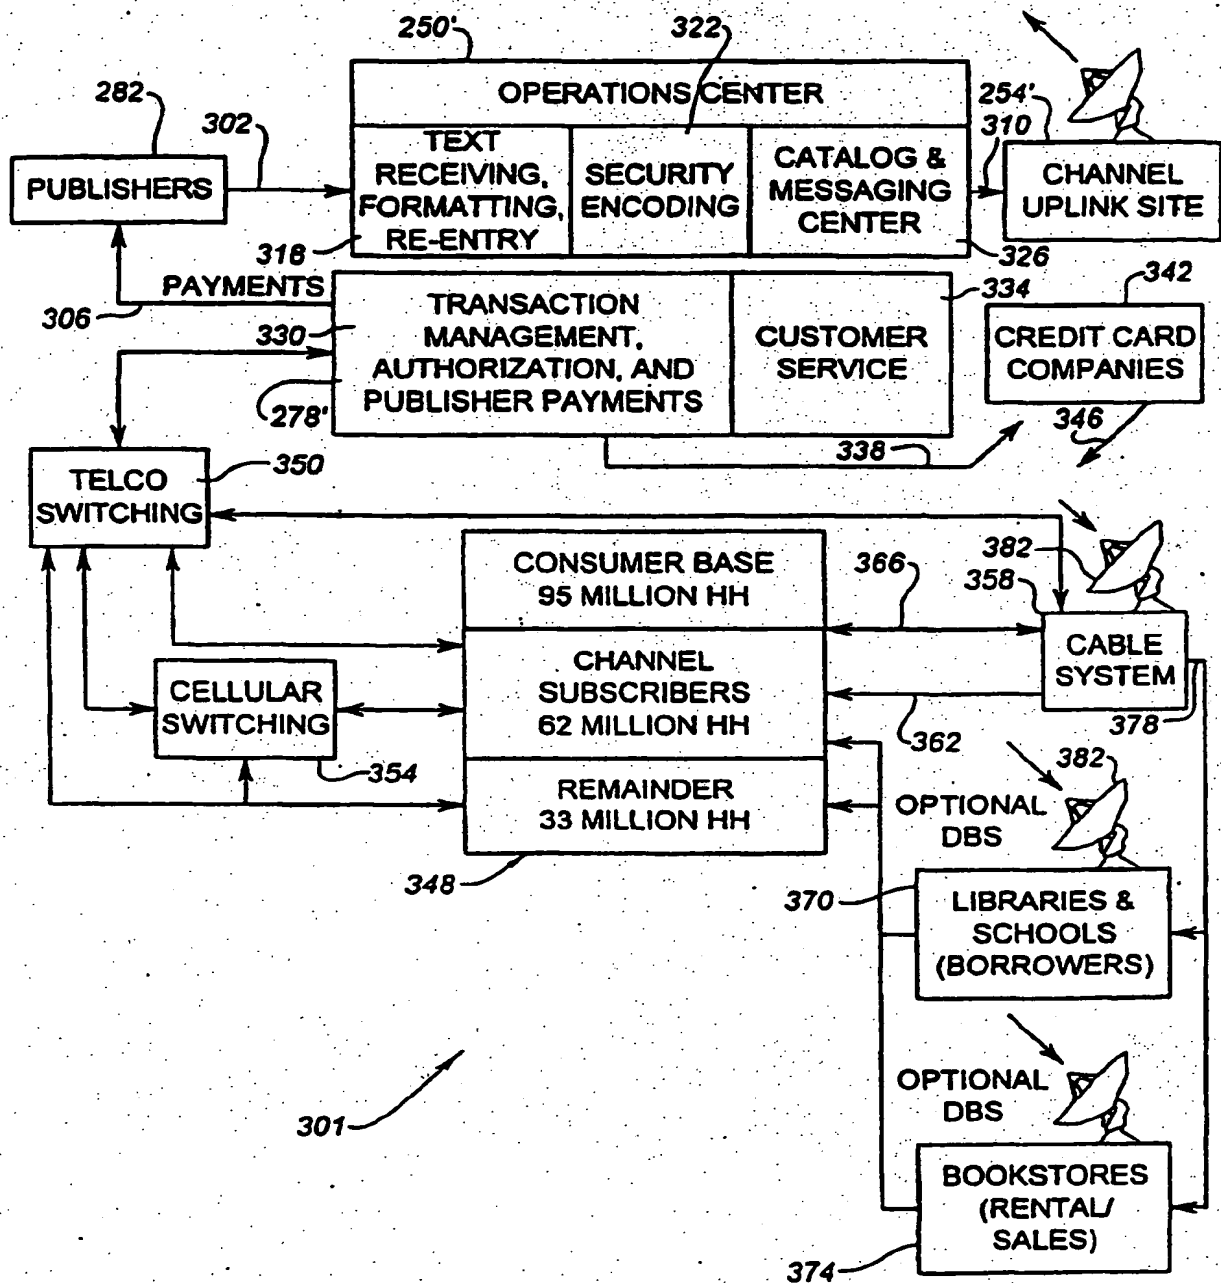 250'
322
OPERATIONS CENTER
282
302
PUBLISHERS
TEXT
RECEIVING,
FORMATTING,
RE-ENTRY
318
SECURITY
ENCODING
CATALOG &
MESSAGING
CENTER
326
310
254'
CHANNEL
UPLINK SITE
PAYMENTS
306
330
TRANSACTION
MANAGEMENT,
AUTHORIZATION, AND
PUBLISHER PAYMENTS
278'
CUSTOMER
SERVICE
334
342
CREDIT CARD
COMPANIES
346
338
TELCO
SWITCHING
350
CONSUMER BASE
95 MILLION HH
CHANNEL
SUBSCRIBERS
62 MILLION HH
REMAINDER
33 MILLION HH
348
CELLULAR
SWITCHING
354
366
362
382
358
CABLE
SYSTEM
378
382
OPTIONAL
DBS
370
LIBRARIES &
SCHOOLS
(BORROWERS)
OPTIONAL
DBS
BOOKSTORES
(RENTAL/
SALES)
374
301